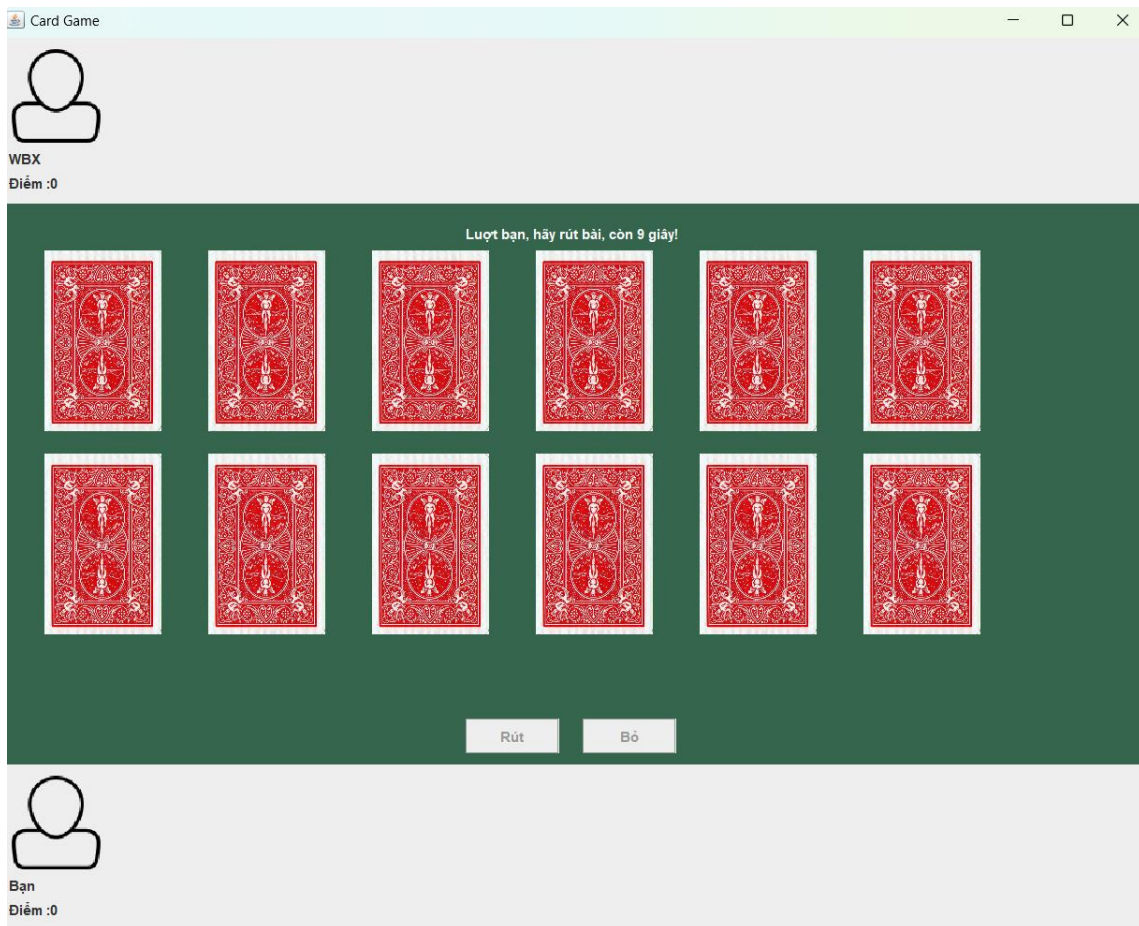 Card Game
WBX
Điểm :0
Lượt bạn, hãy rút bài, còn 9 giây!
Rút
Bỏ
Bạn
Điểm :0